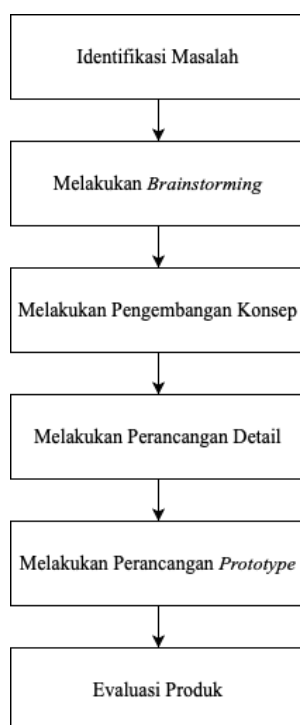 Identifikasi Masalah
Melakukan Brainstorming
Melakukan Pengembangan Konsep
Melakukan Perancangan Detail
Melakukan Perancangan Prototype
Evaluasi Produk